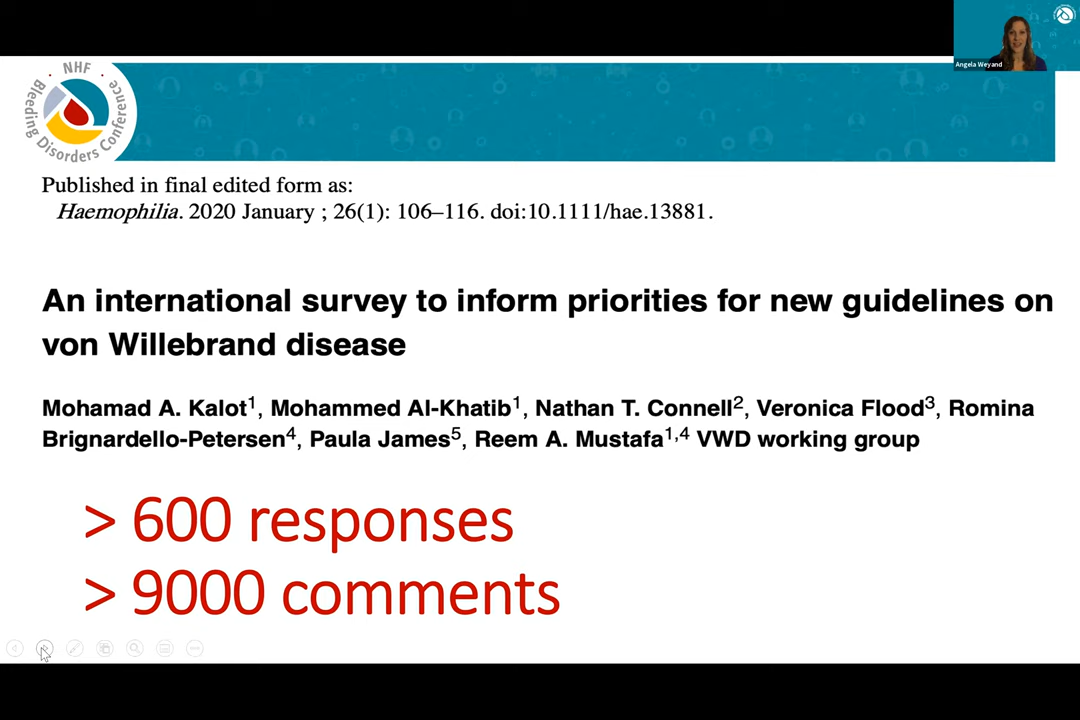 Angela Weyand
NHF
Bleeding Disorders Conference
Published in final edited form as:
Haemophilia. 2020 January ; 26(1): 106–116. doi:10.1111/hae.13881.
An international survey to inform priorities for new guidelines on
von Willebrand disease
Mohamad A. Kalot1, Mohammed Al-Khatib1, Nathan T. Connell2, Veronica Flood3, Romina
Brignardello-Petersen4, Paula James5, Reem A. Mustafa1,4 VWD working group
> 600 responses
> 9000 comments